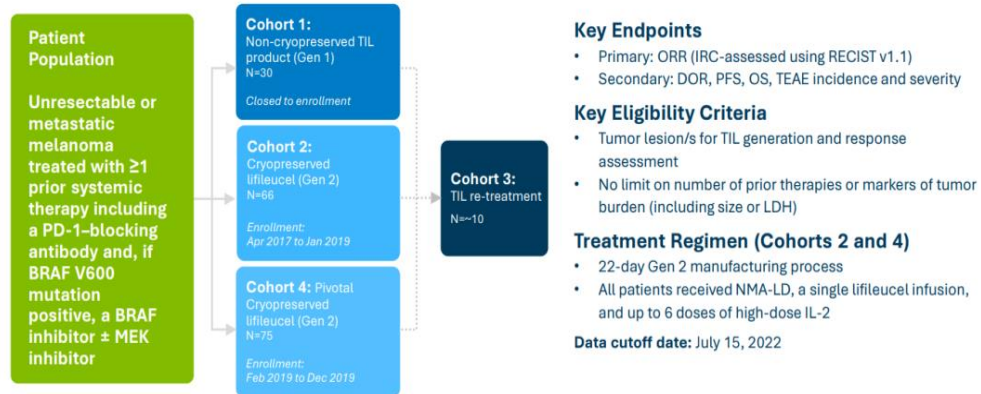 Patient
Population
Unresectable or
metastatic
melanoma
treated with ≥1
prior systemic
therapy including
a PD-1–blocking
antibody and, if
BRAF V600
mutation
positive, a BRAF
inhibitor ± MEK
inhibitor
Cohort 1:
Non-cryopreserved TIL
product (Gen 1)
N=30
Closed to enrollment
Cohort 2:
Cryopreserved
lifileucel (Gen 2)
N=66
Enrollment:
Apr 2017 to Jan 2019
Cohort 4: Pivotal
Cryopreserved
lifileucel (Gen 2)
N=75
Enrollment:
Feb 2019 to Dec 2019
Cohort 3:
TIL re-treatment
N=~10
Key Endpoints
• Primary: ORR (IRC-assessed using RECIST v1.1)
• Secondary: DOR, PFS, OS, TEAE incidence and severity
Key Eligibility Criteria
• Tumor lesion/s for TIL generation and response
assessment
• No limit on number of prior therapies or markers of tumor
burden (including size or LDH)
Treatment Regimen (Cohorts 2 and 4)
• 22-day Gen 2 manufacturing process
• All patients received NMA-LD, a single lifileucel infusion,
and up to 6 doses of high-dose IL-2
Data cutoff date: July 15, 2022